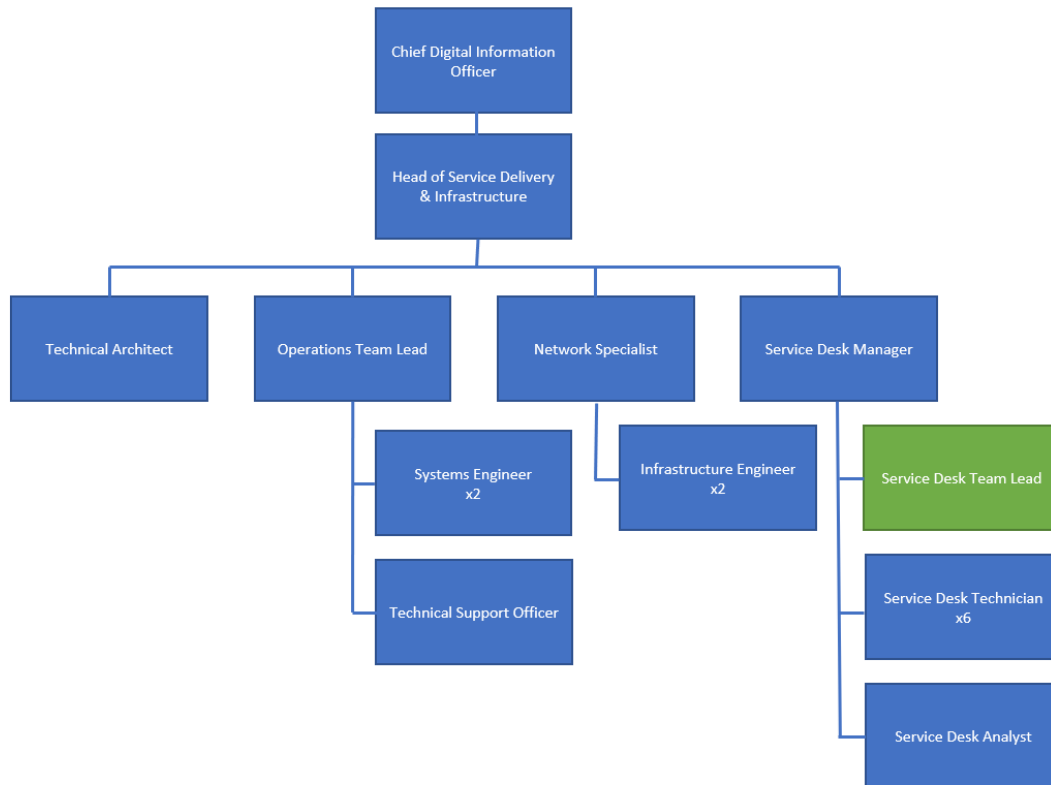 Chief Digital Information
Officer
Head of Service Delivery
& Infrastructure
Technical Architect
Operations Team Lead
Network Specialist
Service Desk Manager
Systems Engineer
x2
Infrastructure Engineer
x2
Service Desk Team Lead
Technical Support Officer
Service Desk Technician
x6
Service Desk Analyst